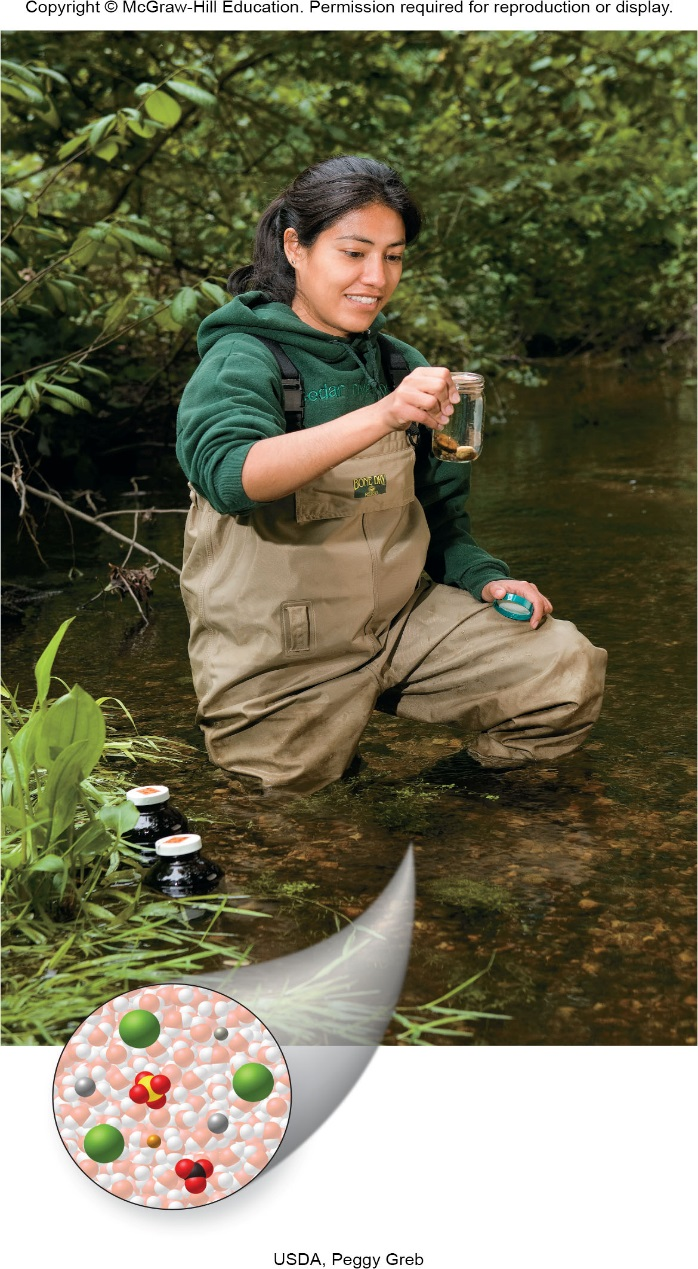 Copyright © McGraw-Hill Education. Permission required for reproduction or display.
BONE DRY
USDA, Peggy Greb